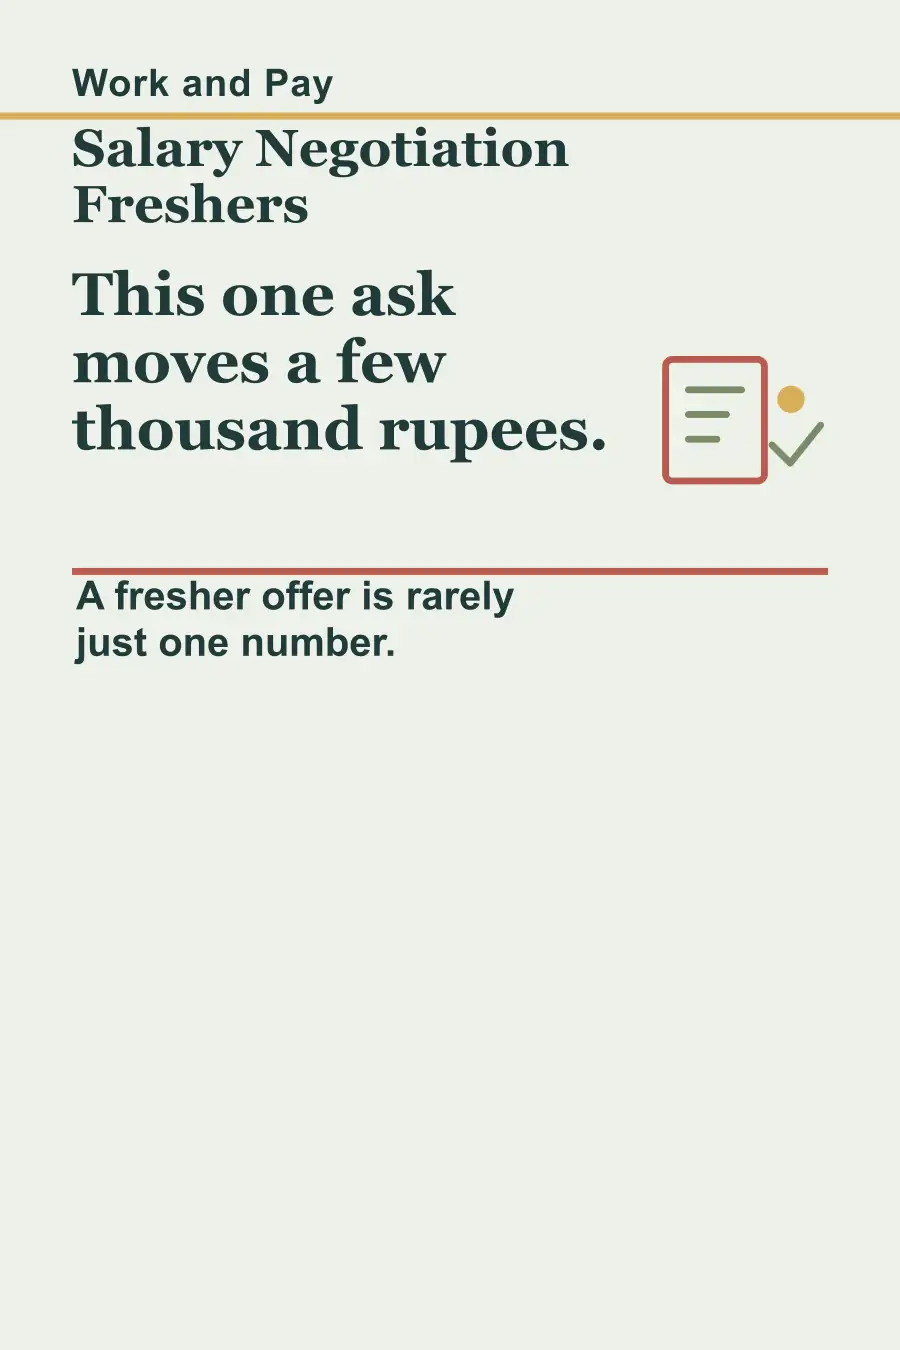 Work and Pay
Salary Negotiation
Freshers
This one ask
moves a few
thousand rupees.
A fresher offer is rarely
just one number.